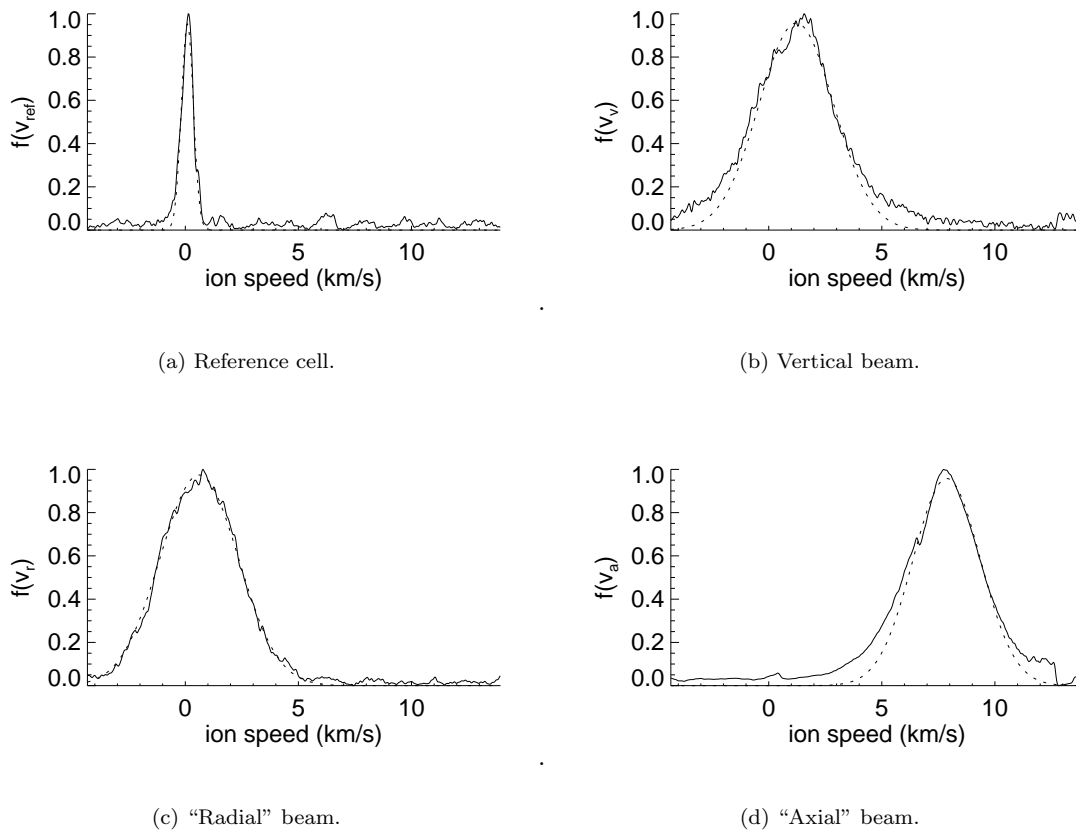 1.0
0.8
0.6
0.4
0.2
0.0
f(v_ref)
0 5 10
ion speed (km/s)
.
(a) Reference cell.
1.0
0.8
0.6
0.4
0.2
0.0
f(v_v)
0 5 10
ion speed (km/s)
(b) Vertical beam.
1.0
0.8
0.6
0.4
0.2
0.0
f(v_r)
0 5 10
ion speed (km/s)
.
(c) “Radial” beam.
1.0
0.8
0.6
0.4
0.2
0.0
f(v_a)
0 5 10
ion speed (km/s)
(d) “Axial” beam.